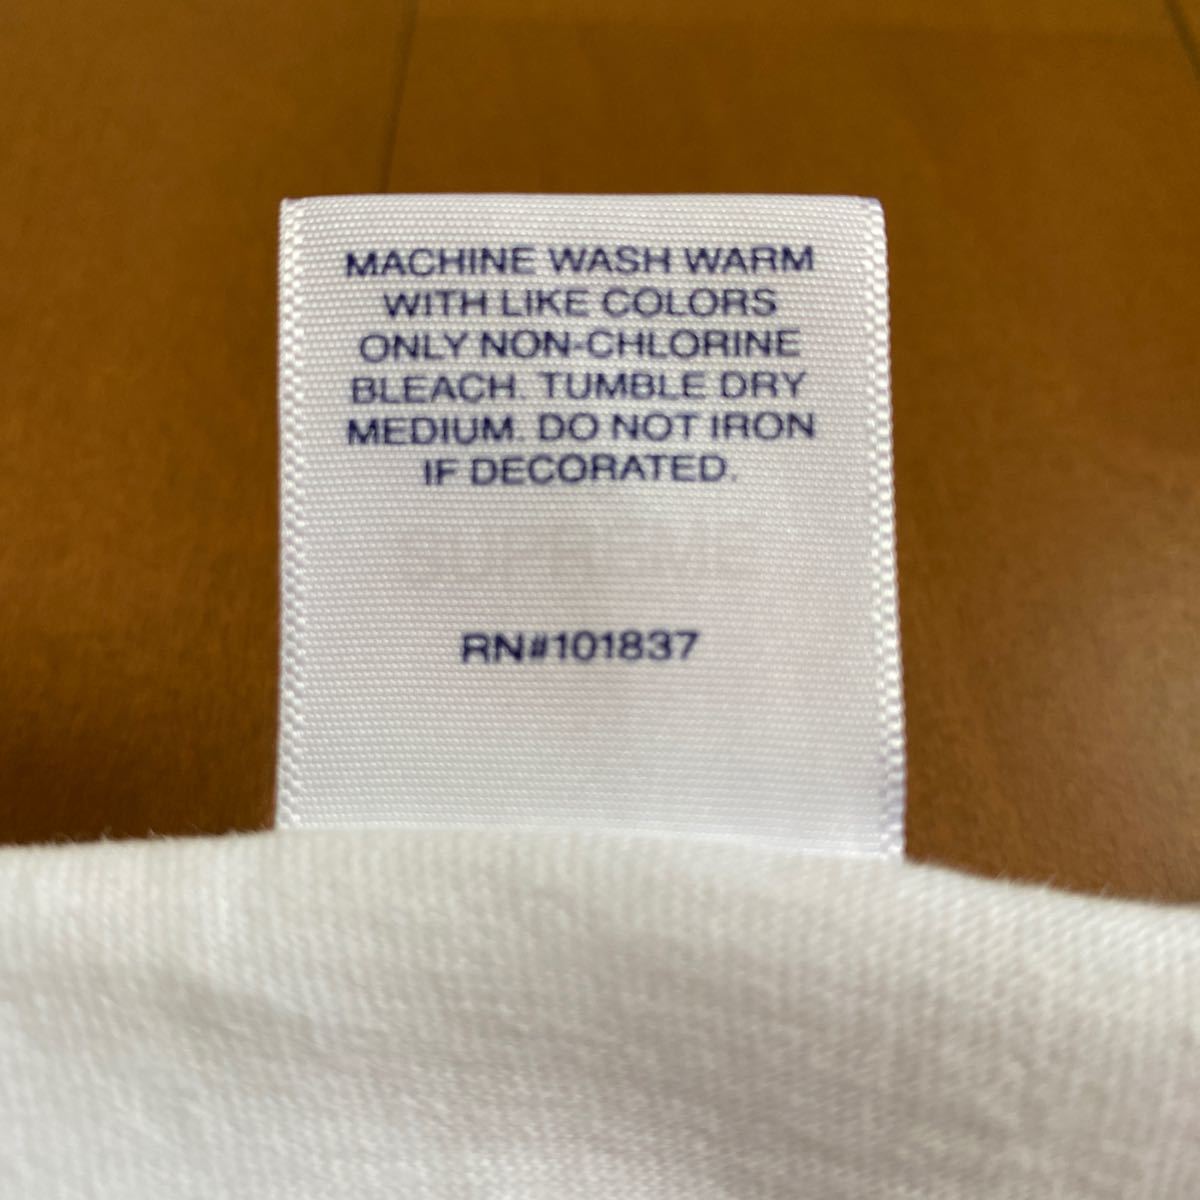 MACHINE WASH WARM
WITH LIKE COLORS
ONLY NON-CHLORINE
BLEACH. TUMBLE DRY
MEDIUM. DO NOT IRON
IF DECORATED.
RN#101837